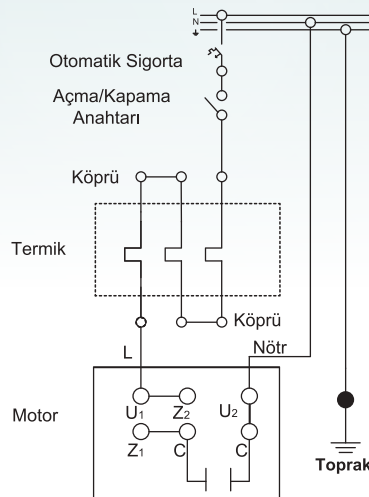 L
N
⏚
Otomatik Sigorta
Açma/Kapama
Anahtarı
Köprü
Termik
Köprü
L
Nötr
Motor
U1
Z2
U2
Z1
C
C
Toprak